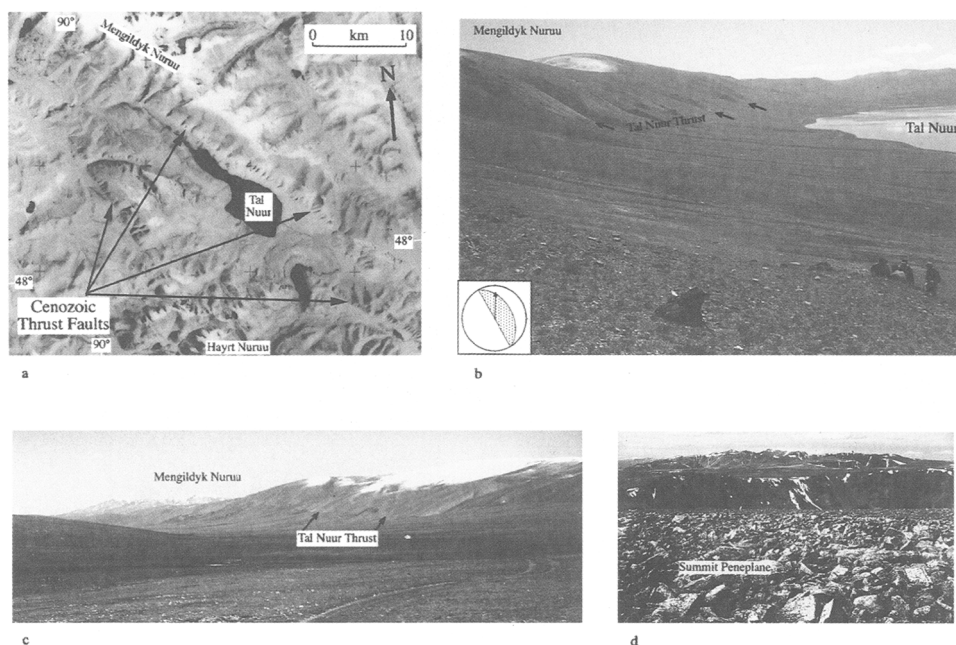 90°
Mengildyk Nuruu
0 km 10
N
Tal
Nuur
48°
48°
Cenozoic
Thrust Faults
90°
Hayrt Nuruu
a
Mengildyk Nuruu
Tal Nuur Thrust
Tal Nuur
b
Mengildyk Nuruu
Tal Nuur Thrust
c
Summit Peneplane
d